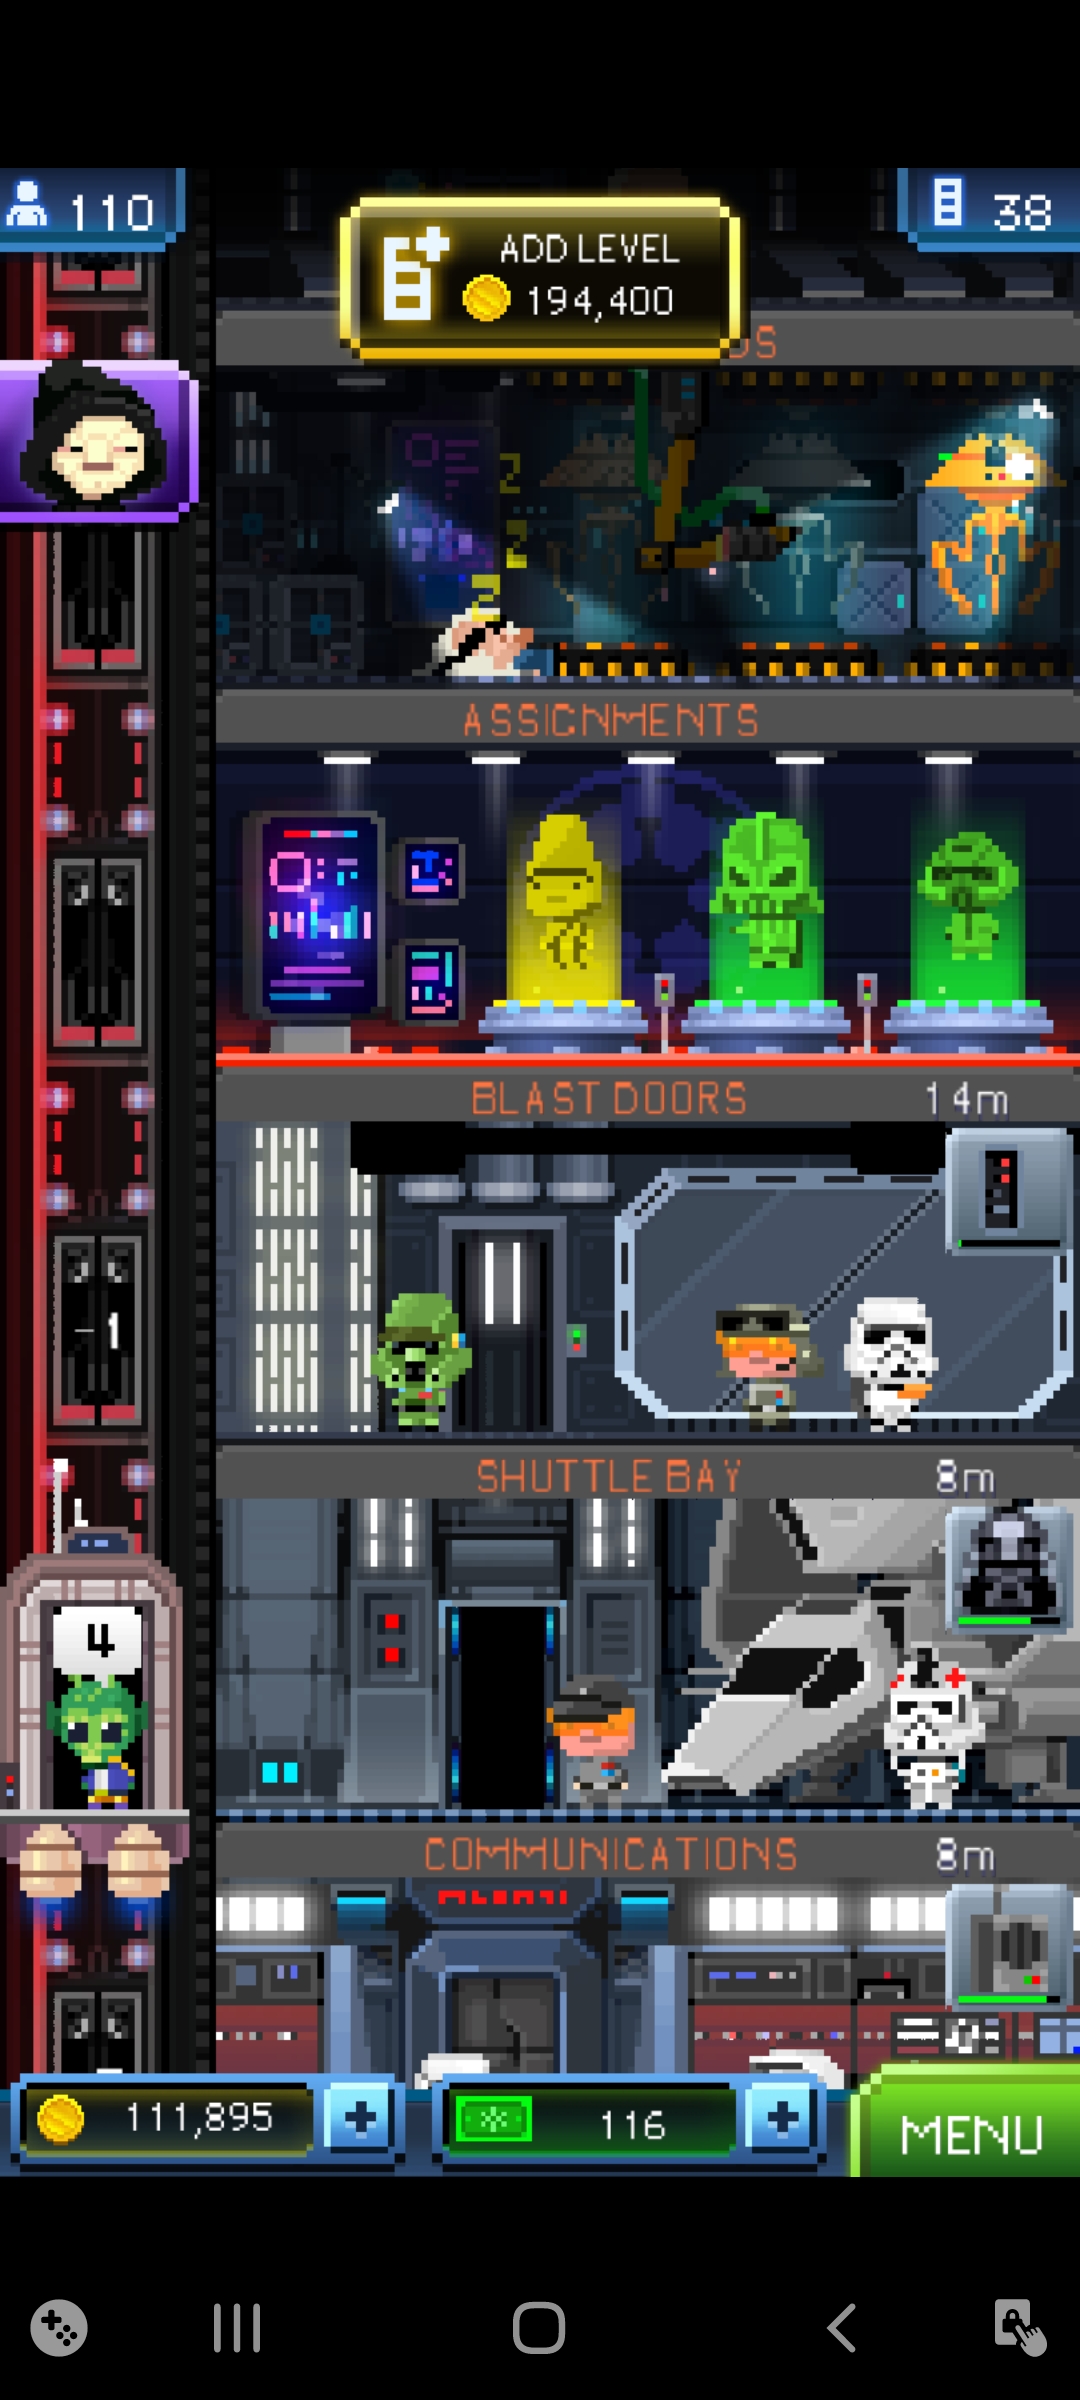 110
38
ADD LEVEL
194,400
ASSIGNMENTS
BLAST DOORS 14m
-1
SHUTTLE BAY 8m
4
COMMUNICATIONS 8m
111,895
116
MENU